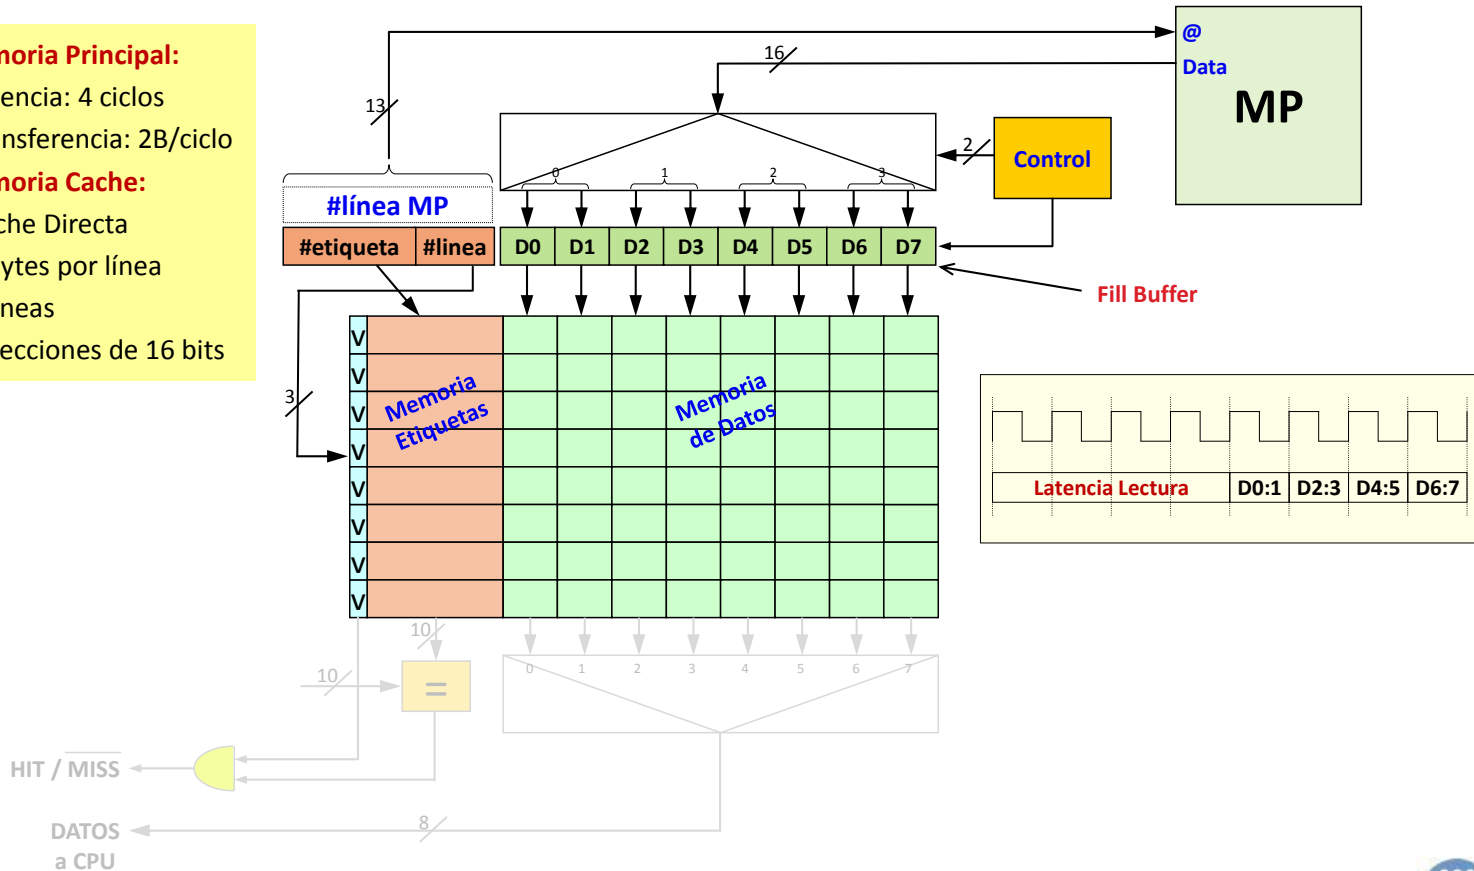 moria Principal:
encia: 4 ciclos
nsferencia: 2B/ciclo
moria Cache:
che Directa
ytes por línea
neas
ecciones de 16 bits
@
Data
MP
16
13
2
Control
0 1 2 3
#línea MP
#etiqueta #linea D0 D1 D2 D3 D4 D5 D6 D7
Fill Buffer
3
V
V
V
V
V
V
V
V
Memoria
Etiquetas
Memoria
de Datos
Latencia Lectura D0:1 D2:3 D4:5 D6:7
10
10
=
0 1 2 3 4 5 6 7
HIT / MISS
8
DATOS
a CPU